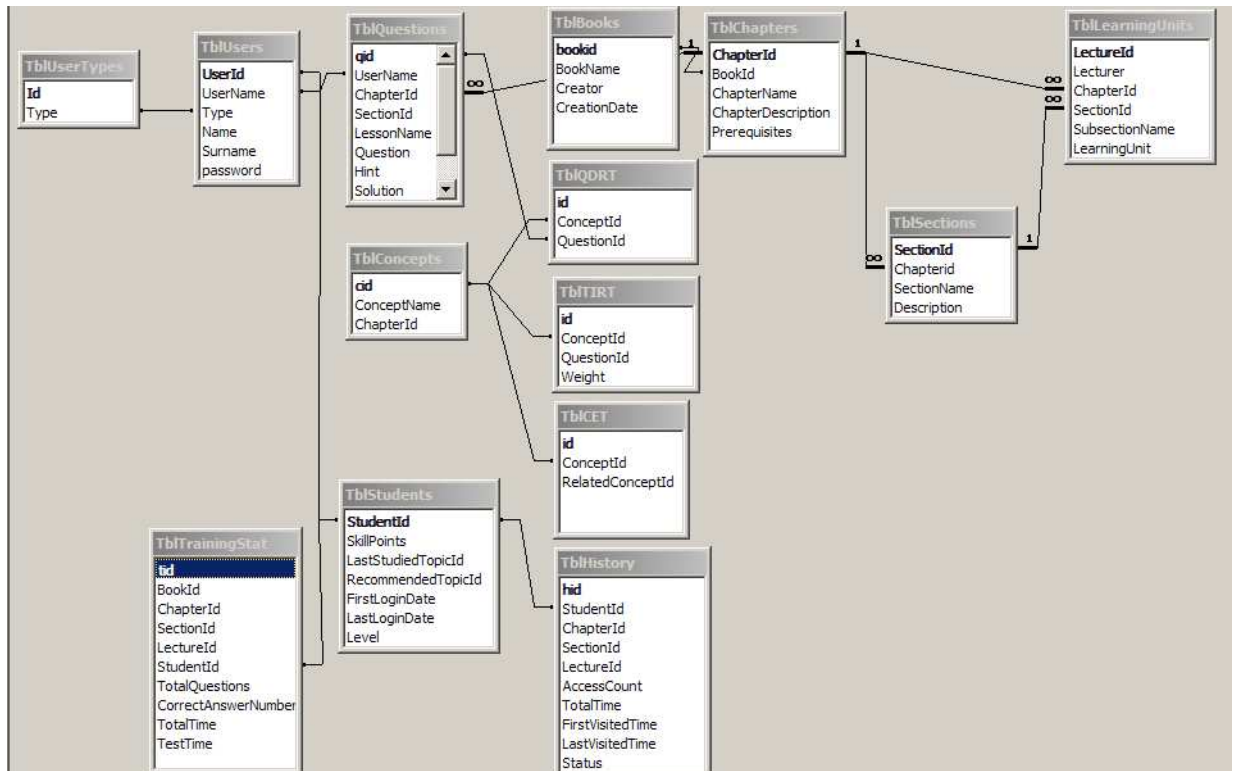 TblUserTypes
Id
Type
TblUsers
UserId
UserName
Type
Name
Surname
password
TblQuestions
qid
UserName
ChapterId
SectionId
LessonName
Question
Hint
Solution
TblBooks
bookid
BookName
Creator
CreationDate
TblChapters
ChapterId
BookId
ChapterName
ChapterDescription
Prerequisites
TblLearningUnits
LectureId
Lecturer
ChapterId
SectionId
SubsectionName
LearningUnit
1
1
∞
∞
∞
TblQDRT
id
ConceptId
QuestionId
TblSections
SectionId
Chapterid
SectionName
Description
1
∞
TblConcepts
cid
ConceptName
ChapterId
TblTIRT
id
ConceptId
QuestionId
Weight
TblCET
id
ConceptId
RelatedConceptId
TblStudents
StudentId
SkillPoints
LastStudiedTopicId
RecommendedTopicId
FirstLoginDate
LastLoginDate
Level
TblTrainingStat
tid
BookId
ChapterId
SectionId
LectureId
StudentId
TotalQuestions
CorrectAnswerNumber
TotalTime
TestTime
TblHistory
hid
StudentId
ChapterId
SectionId
LectureId
AccessCount
TotalTime
FirstVisitedTime
LastVisitedTime
Status